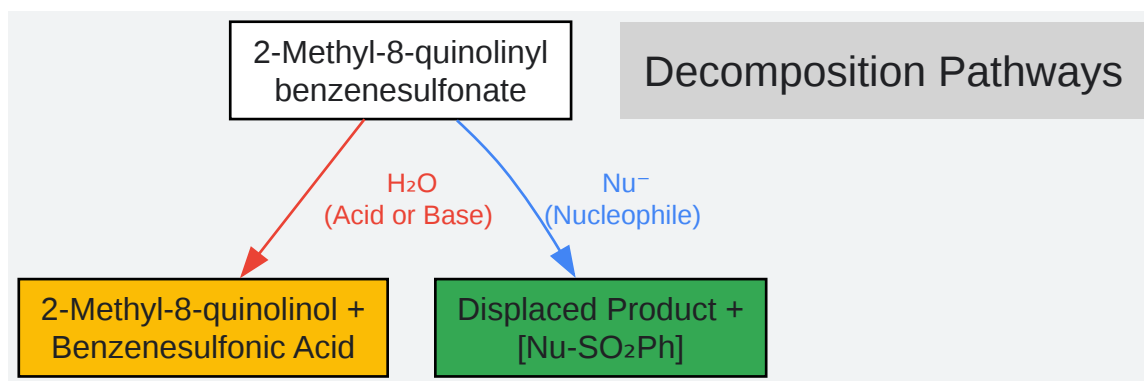 2-Methyl-8-quinolinyl
benzenesulfonate
Decomposition Pathways
H₂O
(Acid or Base)
Nu⁻
(Nucleophile)
2-Methyl-8-quinolinol +
Benzenesulfonic Acid
Displaced Product +
[Nu-SO₂Ph]